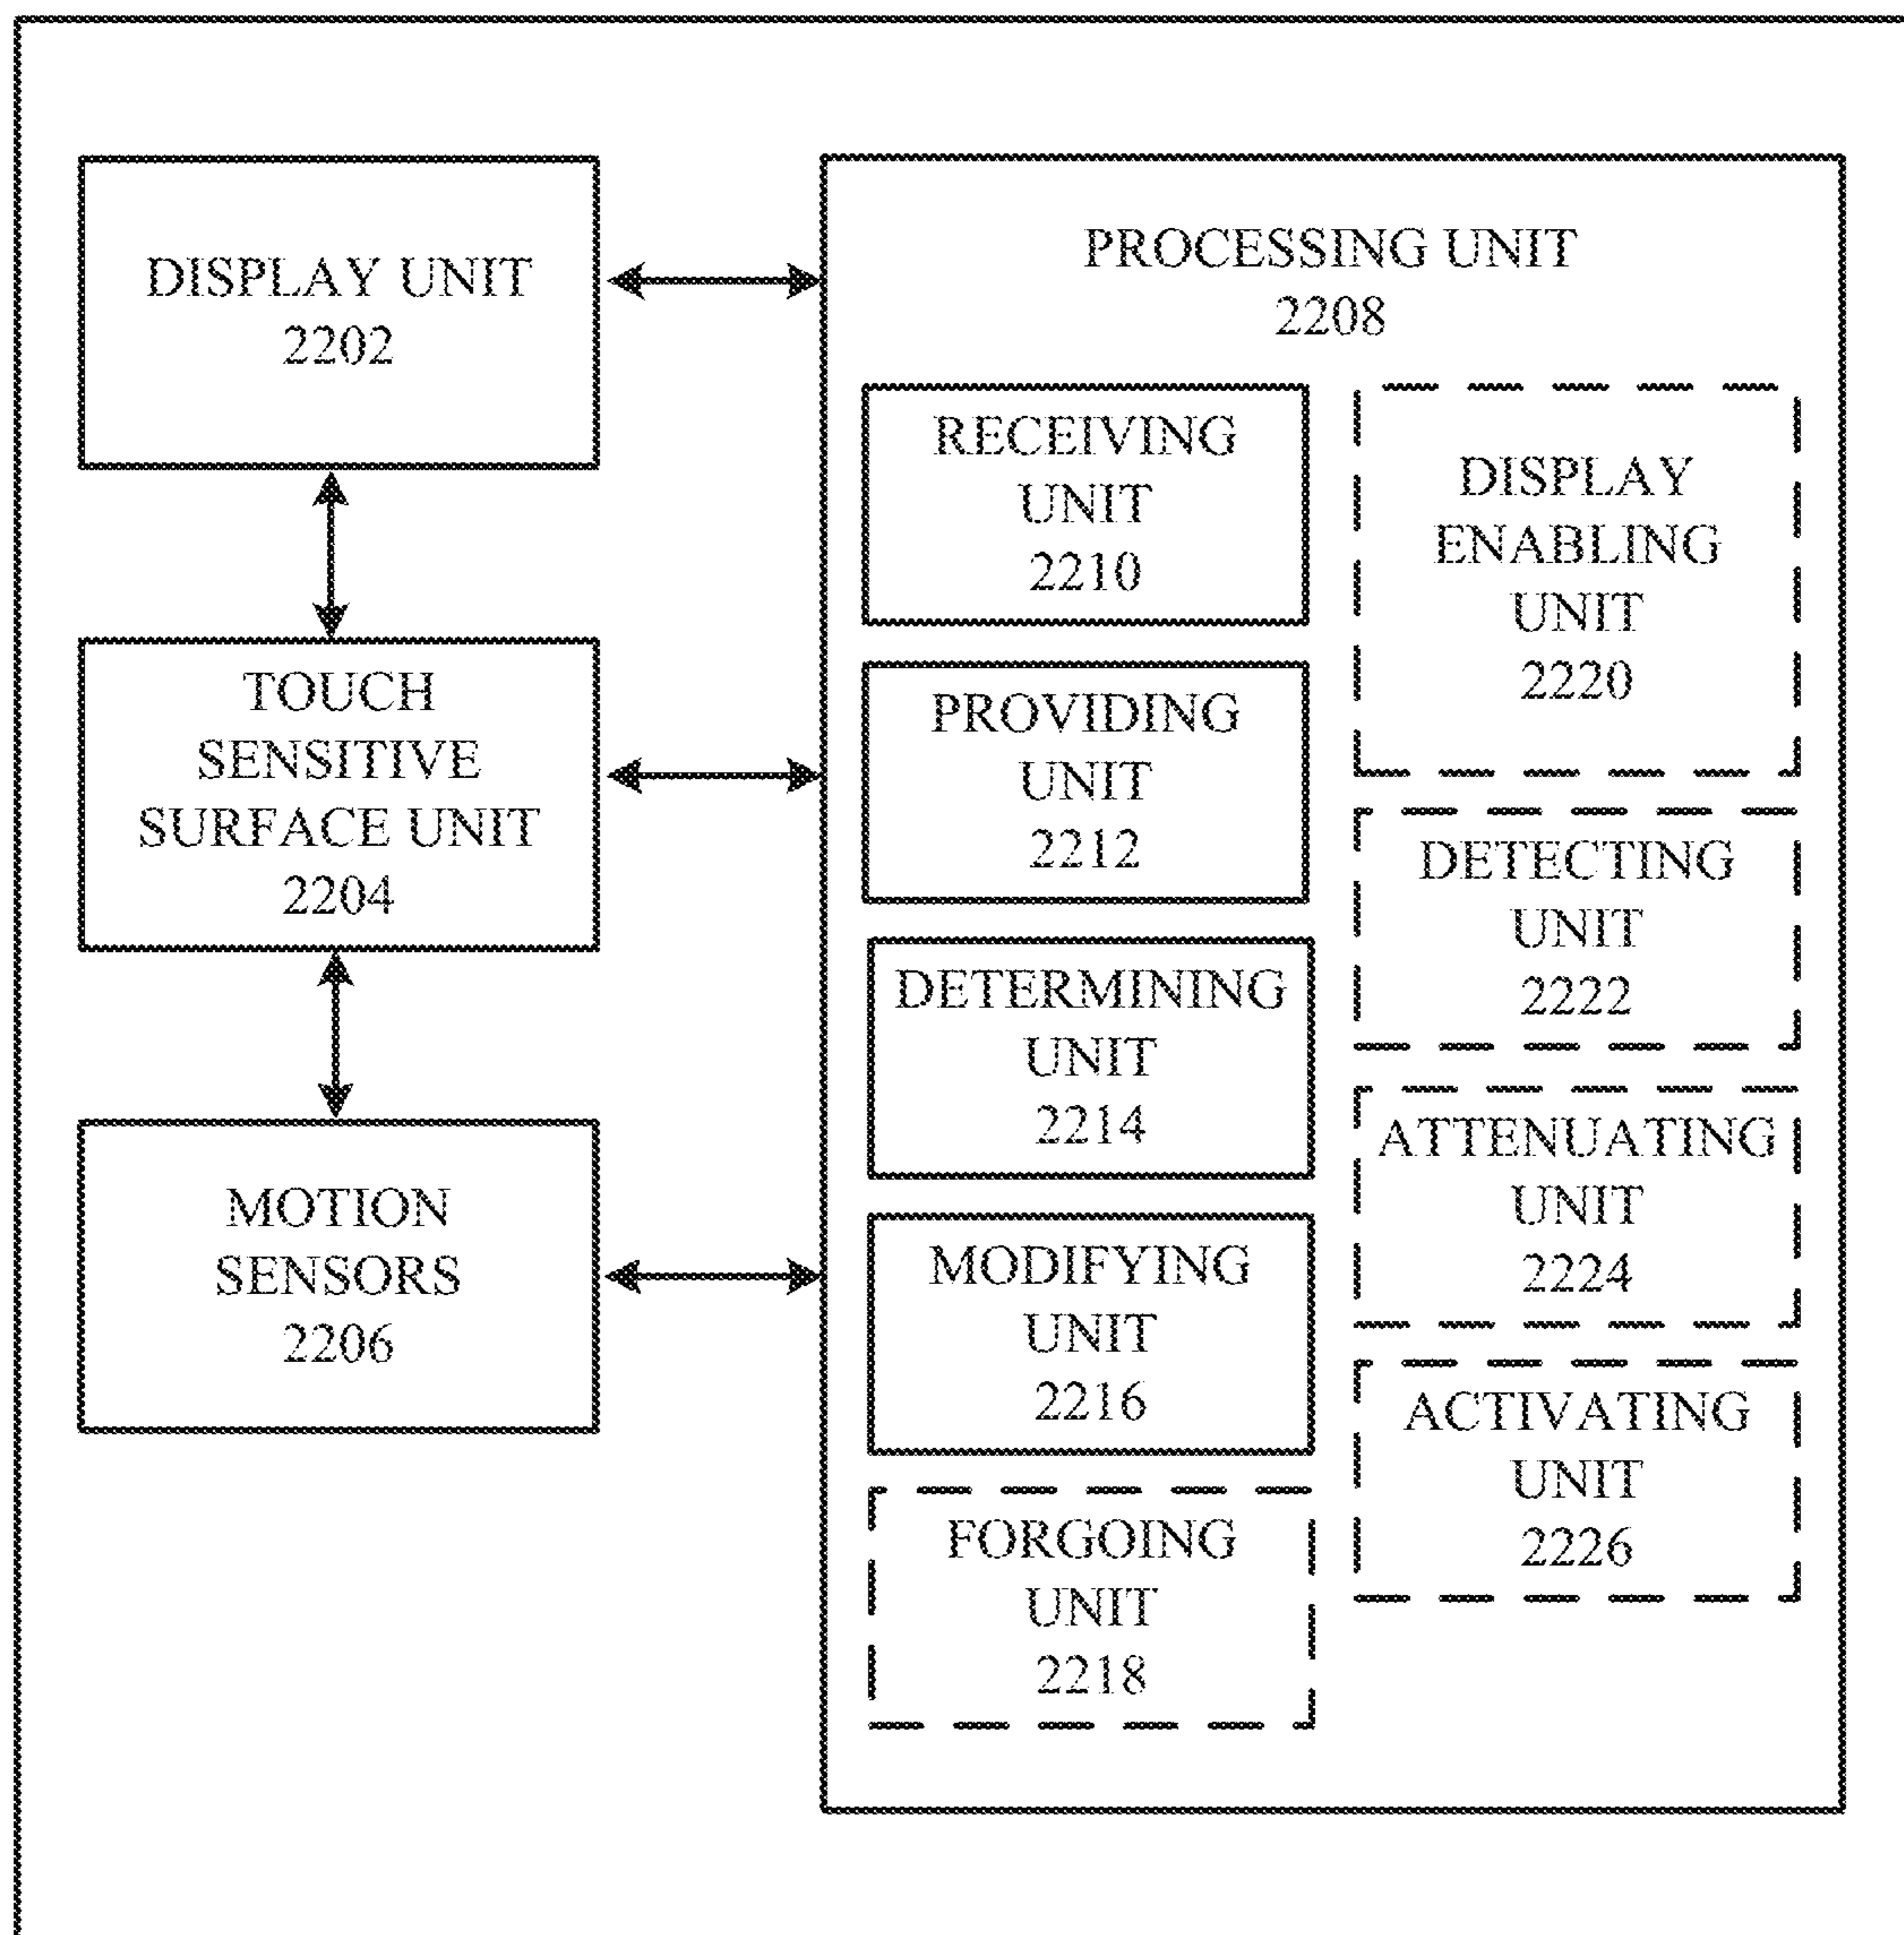 DISPLAY UNIT
2202
TOUCH
SENSITIVE
SURFACE UNIT
2204
MOTION
SENSORS
2206
PROCESSING UNIT
2208
RECEIVING
UNIT
2210
PROVIDING
UNIT
2212
DETERMINING
UNIT
2214
MODIFYING
UNIT
2216
FORGOING
UNIT
2218
DISPLAY
ENABLING
UNIT
2220
DETECTING
UNIT
2222
ATTENUATING
UNIT
2224
ACTIVATING
UNIT
2226